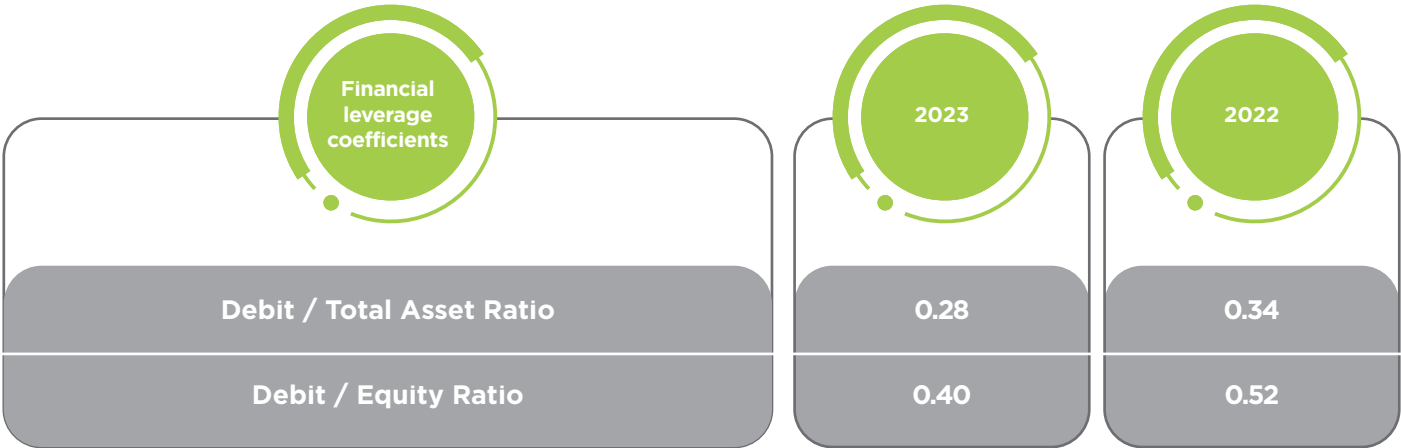 Financial
leverage
coefficients
2023
2022
Debit / Total Asset Ratio
0.28
0.34
Debit / Equity Ratio
0.40
0.52